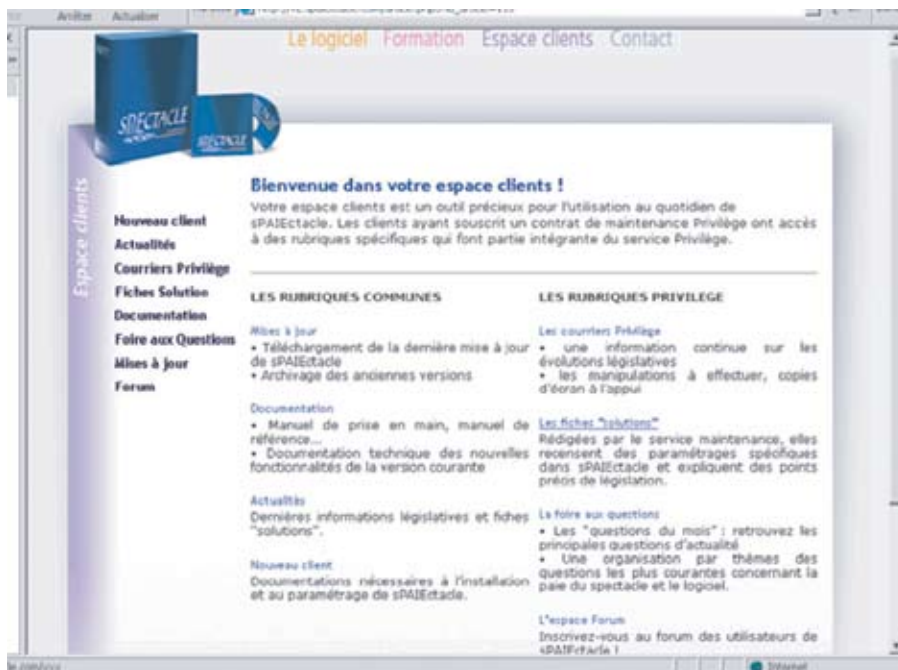 Arrêter Actualiser
Le logiciel Formation Espace clients Contact
SPECTACLE
SPECTACLE
Espace clients
Nouveau client
Actualités
Courriers Privilège
Fiches Solution
Documentation
Foire aux Questions
Mises à jour
Forum
Bienvenue dans votre espace clients !
Votre espace clients est un outil précieux pour l'utilisation au quotidien de
sPAIEctacle. Les clients ayant souscrit un contrat de maintenance Privilège ont accès
à des rubriques spécifiques qui font partie intégrante du service Privilège.
LES RUBRIQUES COMMUNES
Mises à jour
• Téléchargement de la dernière mise à jour
de sPAIEctacle
• Archivage des anciennes versions
Documentation
• Manuel de prise en main, manuel de
référence...
• Documentation technique des nouvelles
fonctionnalités de la version courante
Actualités
Dernières informations législatives et fiches
"solutions".
Nouveau client
Documentations nécessaires à l'installation
et au paramétrage de sPAIEctacle.
LES RUBRIQUES PRIVILEGE
Les courriers Privilège
• une information continue sur les
évolutions législatives
• les manipulations à effectuer, copies
d'écran à l'appui
Les fiches "solutions"
Rédigées par le service maintenance, elles
recensent des paramétrages spécifiques
dans sPAIEctacle et expliquent des points
précis de législation.
La foire aux questions
• Les "questions du mois" : retrouvez les
principales questions d'actualité
• Une organisation par thèmes des
questions les plus courantes concernant la
paie du spectacle et le logiciel.
L'espace Forum
Inscrivez-vous au forum des utilisateurs de
sPAIEctacle !
Internet